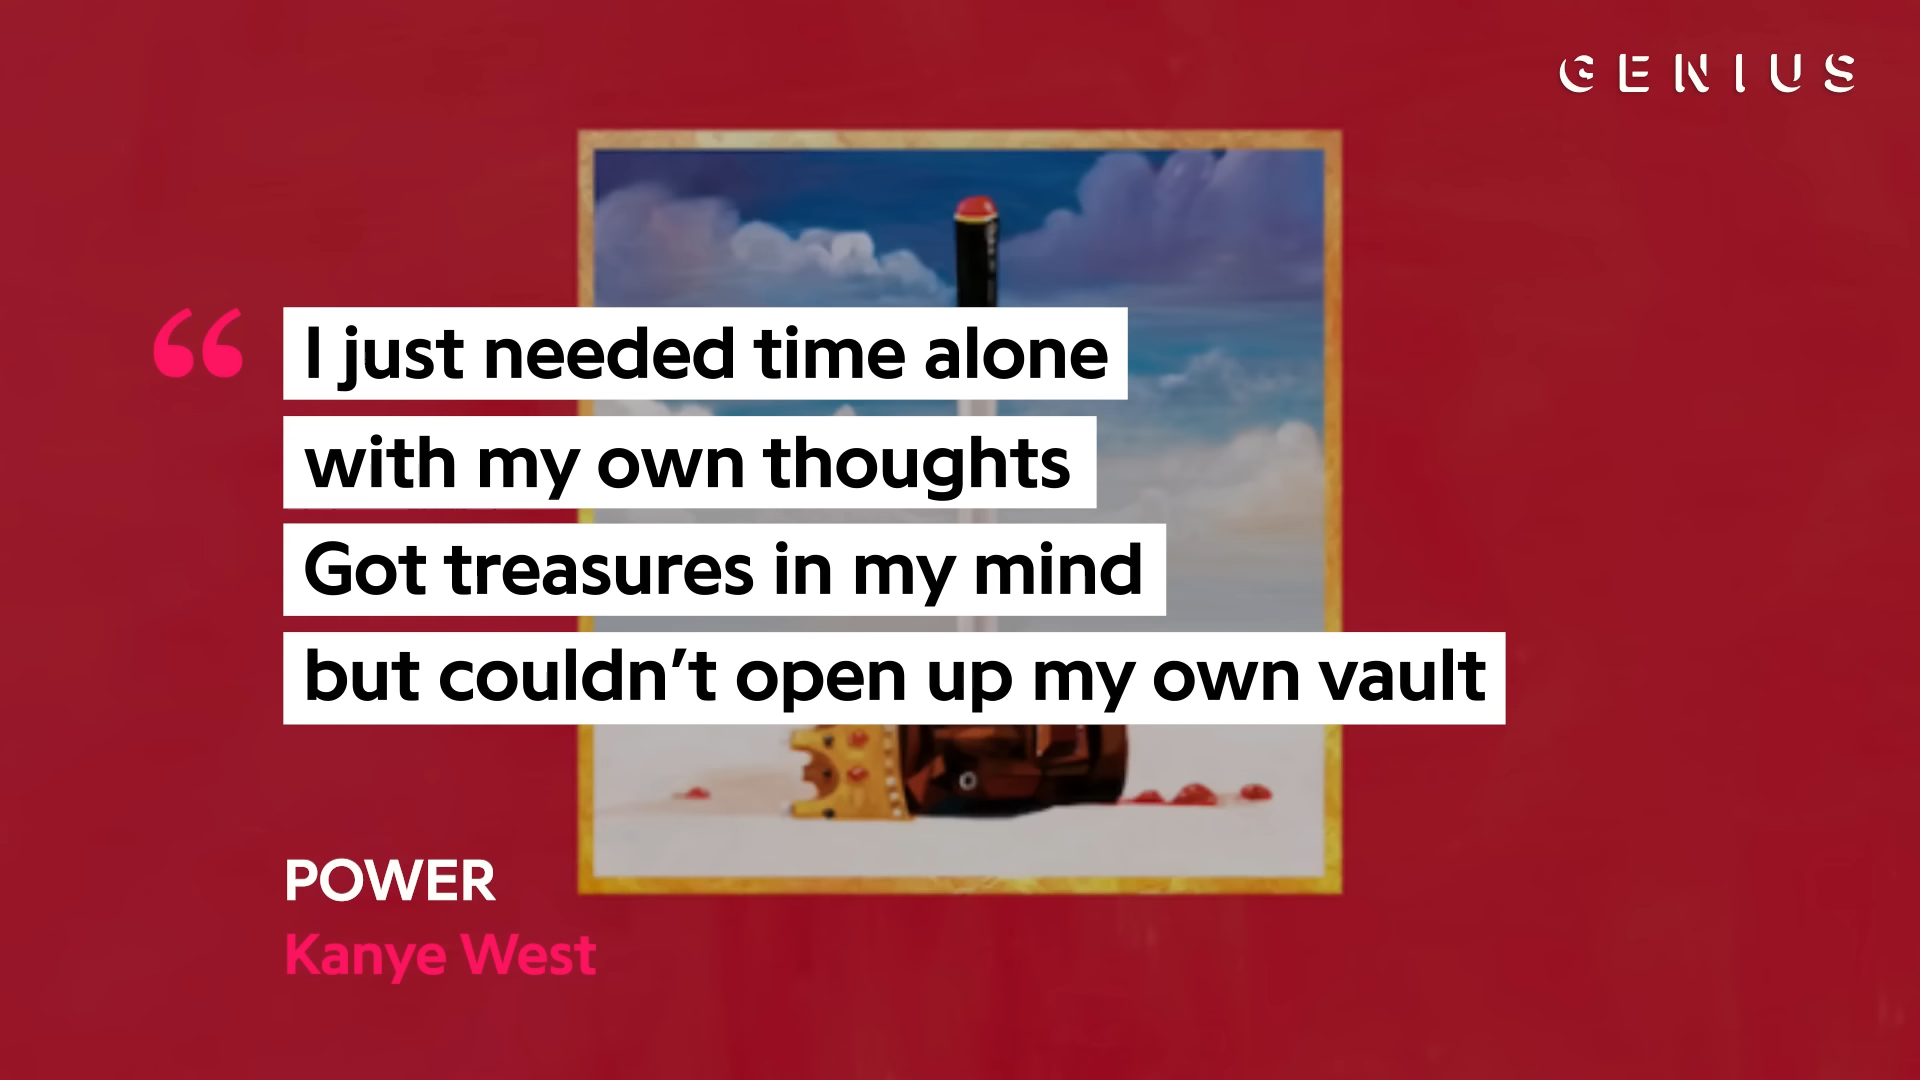 GENIUS
“I just needed time alone
with my own thoughts
Got treasures in my mind
but couldn’t open up my own vault
POWER
Kanye West